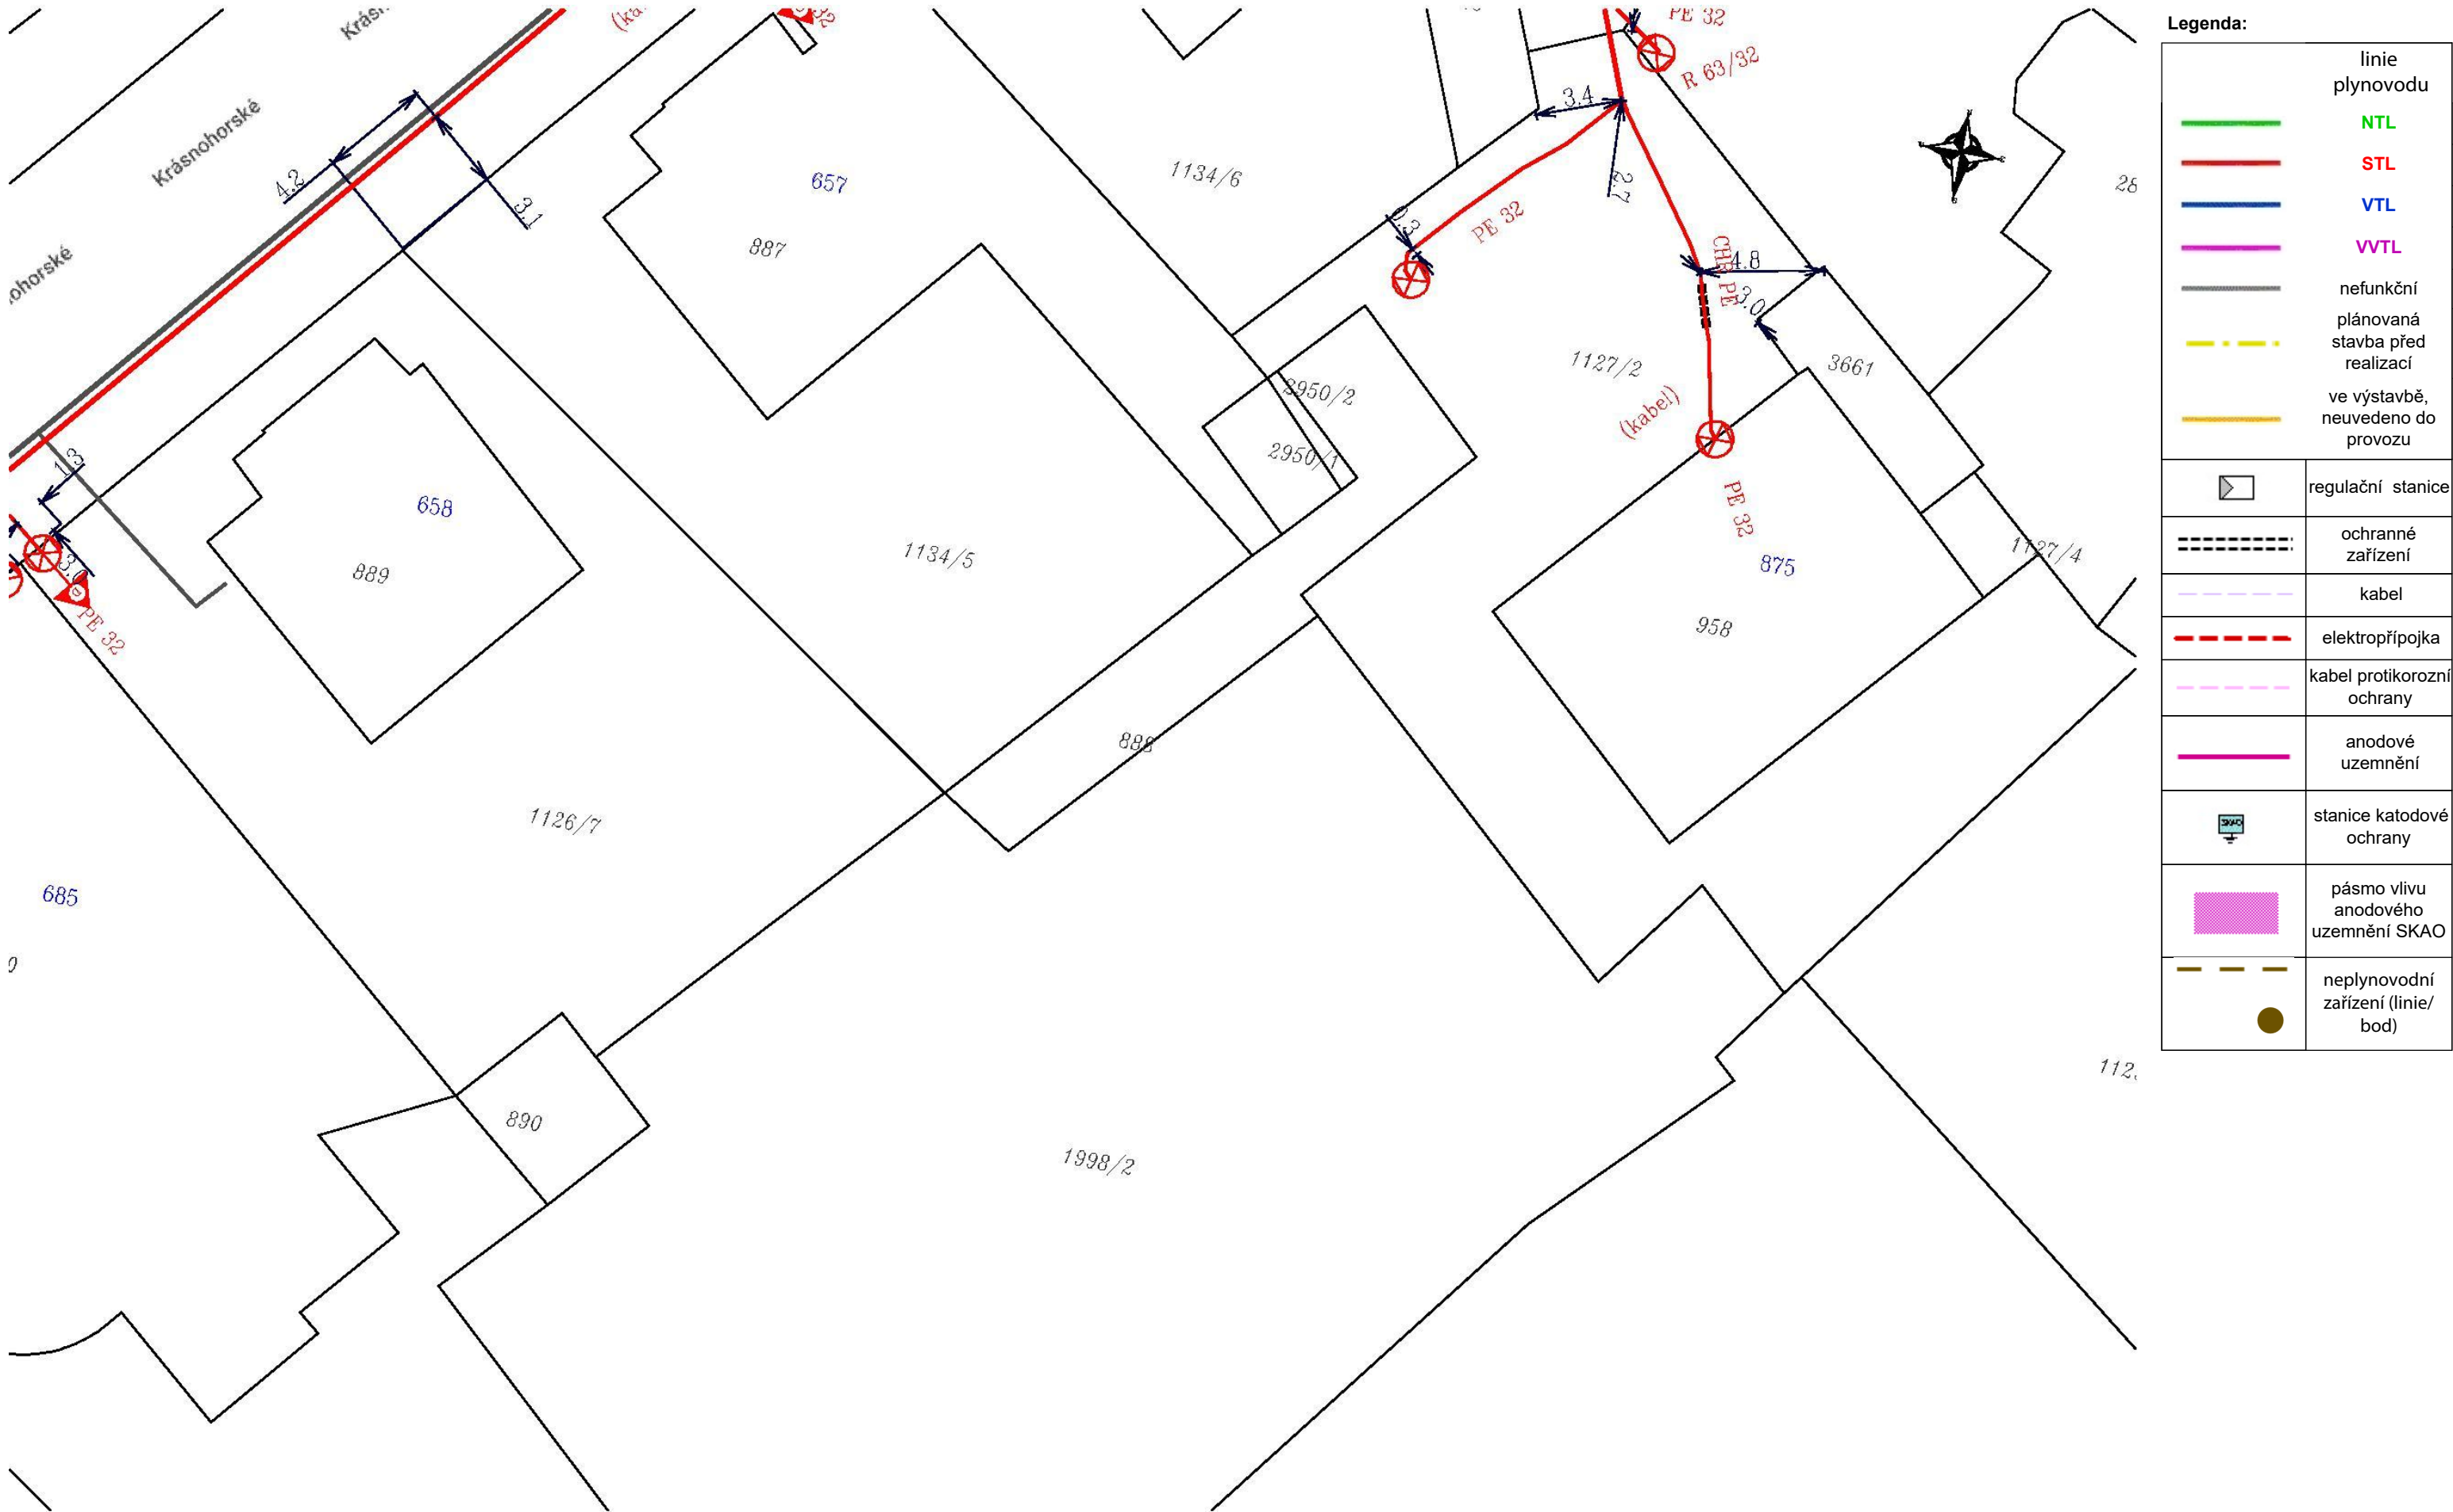 (ka.
PE 32
R 63/32
3.4
Krásnohorské
4.2
3.1
657
1134/6
2.7
28
887
0.3
PE 32
CHR PE
4.8
3.0
1127/2
3661
2950/2
(kabel)
2950/1
1.3
658
PE 32
1134/5
1127/4
889
3.0
875
PE 32
958
888
1126/7
685
0
890
1998/2
112.
Legenda:
linie
plynovodu
NTL
STL
VTL
VVTL
nefunkční
plánovaná
stavba před
realizací
ve výstavbě,
neuvedeno do
provozu
regulační stanice
ochranné
zařízení
kabel
elektropřípojka
kabel protikorozní
ochrany
anodové
uzemnění
SKAO
stanice katodové
ochrany
pásmo vlivu
anodového
uzemnění SKAO
neplynovodní
zařízení (linie/
bod)